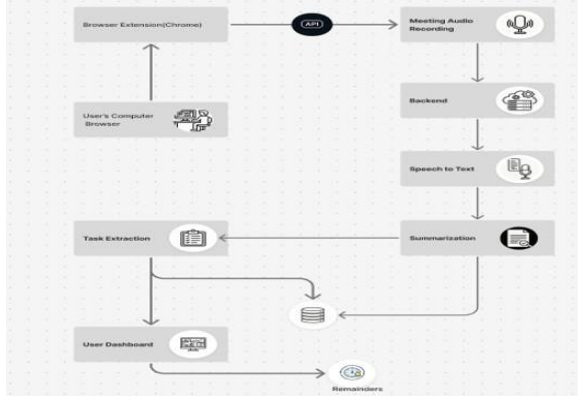 Browser Extension(Chrome)
API
Meeting Audio
Recording
User's Computer
Browser
Backend
Speech to Text
Task Extraction
Summarization
User Dashboard
Remainders